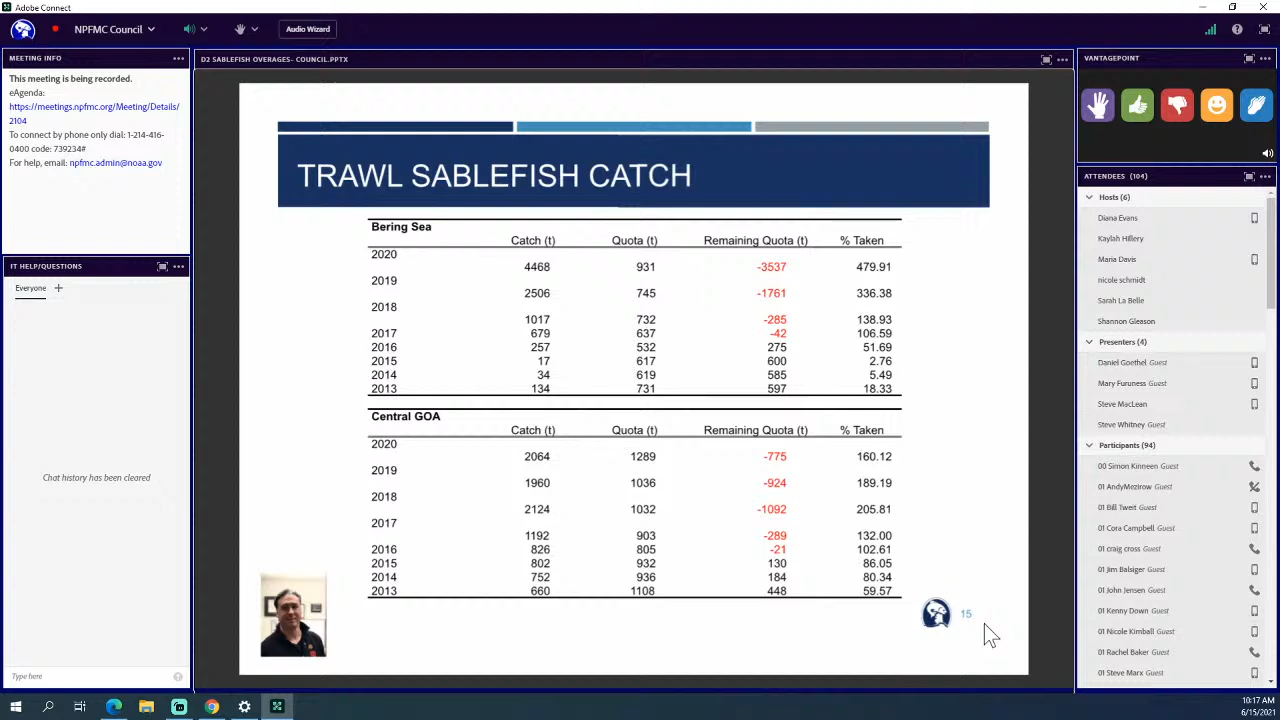 Adobe Connect
NPFMC Council
Audio Wizard
MEETING INFO
This meeting is being recorded.
eAgenda:
https://meetings.npfmc.org/Meeting/Details/
2104
To connect by phone only dial: 1-214-416-
0400 code: 739234#
For help, email: npfmc.admin@noaa.gov
IT HELP/QUESTIONS
Everyone
Chat history has been cleared
Type here
D2 SABLEFISH OVERAGES- COUNCIL.PPTX
TRAWL SABLEFISH CATCH
Bering Sea
Catch (t) Quota (t) Remaining Quota (t) % Taken
2020
4468 931 -3537 479.91
2019
2506 745 -1761 336.38
2018
1017 732 -285 138.93
2017 679 637 -42 106.59
2016 257 532 275 51.69
2015 17 617 600 2.76
2014 34 619 585 5.49
2013 134 731 597 18.33
Central GOA
Catch (t) Quota (t) Remaining Quota (t) % Taken
2020
2064 1289 -775 160.12
2019
1960 1036 -924 189.19
2018
2124 1032 -1092 205.81
2017
1192 903 -289 132.00
2016 826 805 -21 102.61
2015 802 932 130 86.05
2014 752 936 184 80.34
2013 660 1108 448 59.57
15
VANTAGEPOINT
ATTENDEES (104)
Hosts (6)
Diana Evans
Kaylah Hillery
Maria Davis
nicole schmidt
Sarah La Belle
Shannon Gleason
Presenters (4)
Daniel Goethel Guest
Mary Furuness Guest
Steve MacLean
Steve Whitney Guest
Participants (94)
00 Simon Kinneen Guest
01 AndyMezirow Guest
01 Bill Tweit Guest
01 Cora Campbell Guest
01 craig cross Guest
01 Jim Balsiger Guest
01 John Jensen Guest
01 Kenny Down Guest
01 Nicole Kimball Guest
01 Rachel Baker Guest
01 Steve Marx Guest
10:17 AM
6/15/2021